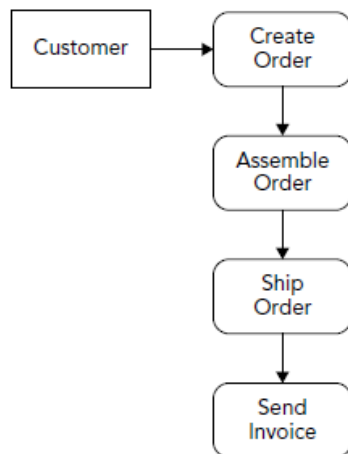 Customer
Create
Order
Assemble
Order
Ship
Order
Send
Invoice